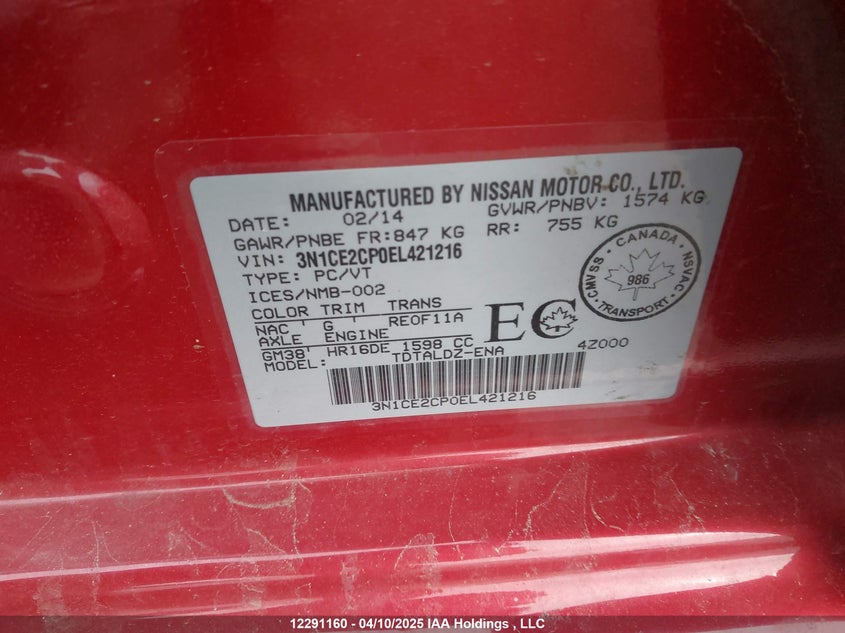 MANUFACTURED BY NISSAN MOTOR CO., LTD.
DATE: 02/14 GVWR/PNBV: 1574 KG
GAWR/PNBE FR:847 KG RR: 755 KG
VIN: 3N1CE2CP0EL421216
TYPE: PC/VT
ICES/NMB-002
COLOR TRIM TRANS
NAC G RE0F11A
AXLE ENGINE
GM38 HR16DE 1598 CC
MODEL: TDTALDZ-ENA 4Z000
EC
CANADA
CMVSS 986 NSVAC
TRANSPORT
3N1CE2CP0EL421216
12291160 - 04/10/2025 IAA Holdings , LLC